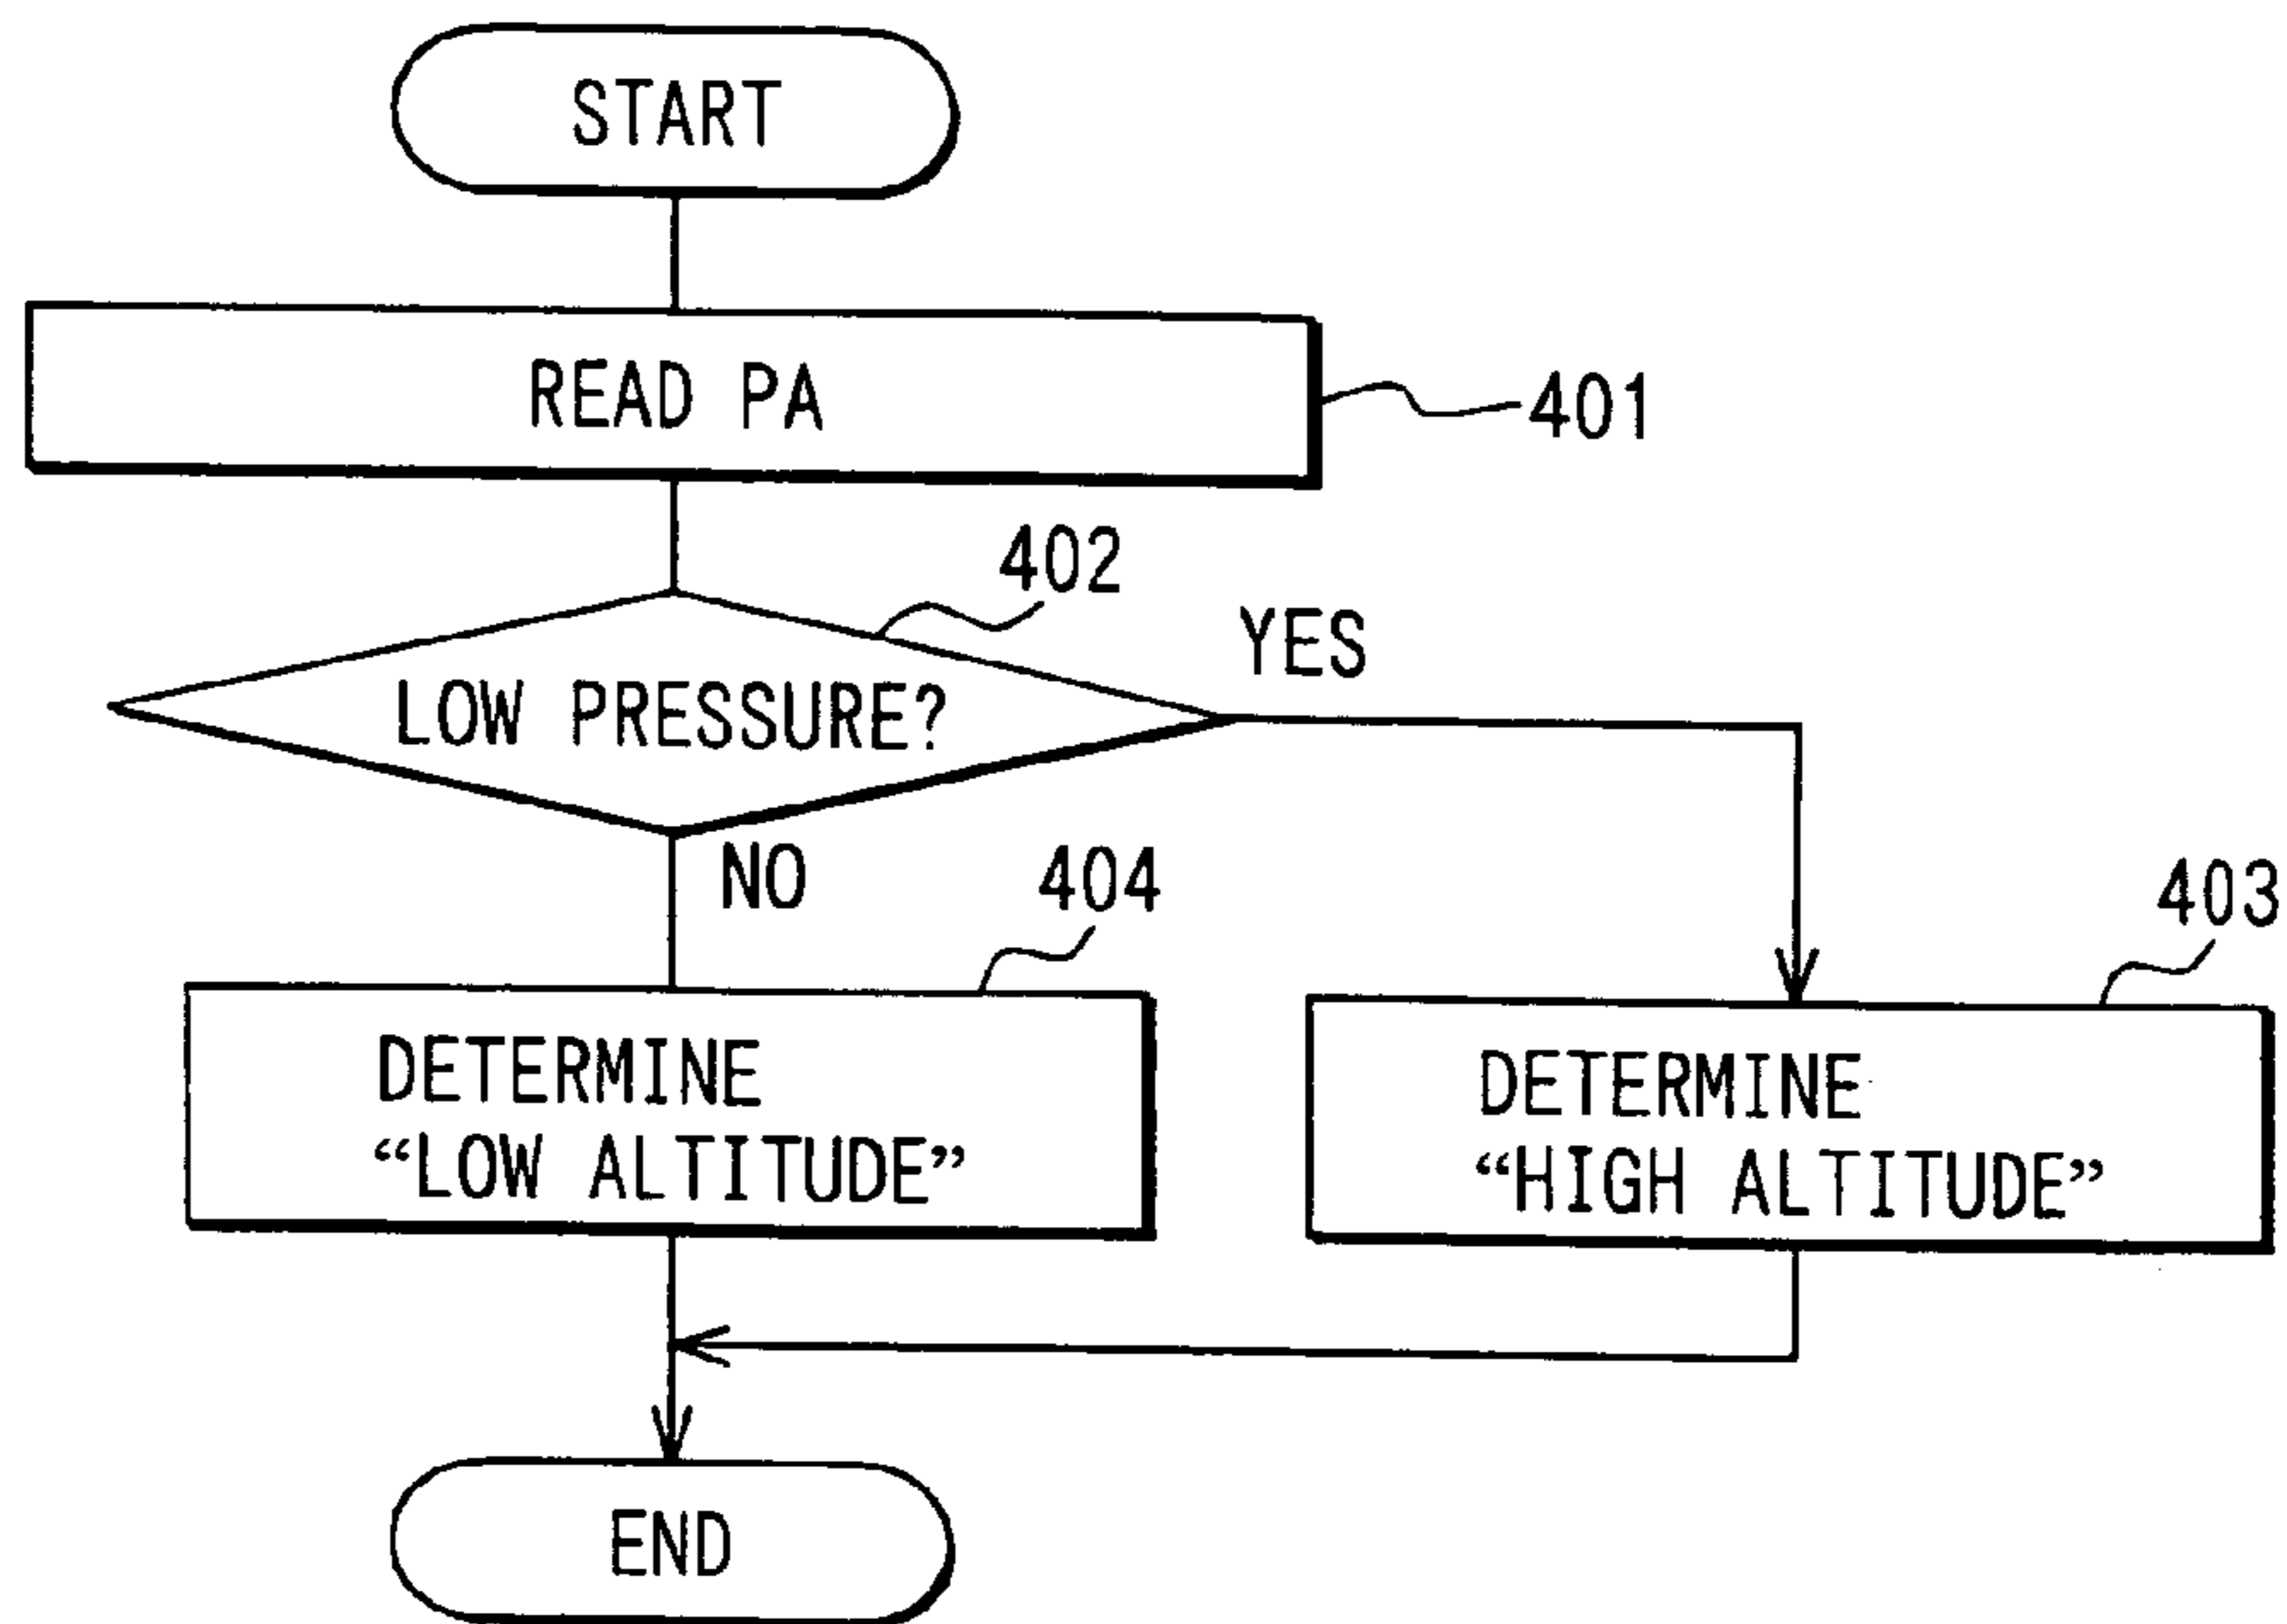 START
READ PA
401
402
LOW PRESSURE?
YES
NO
404
403
DETERMINE
“LOW ALTITUDE”
DETERMINE
“HIGH ALTITUDE”
END